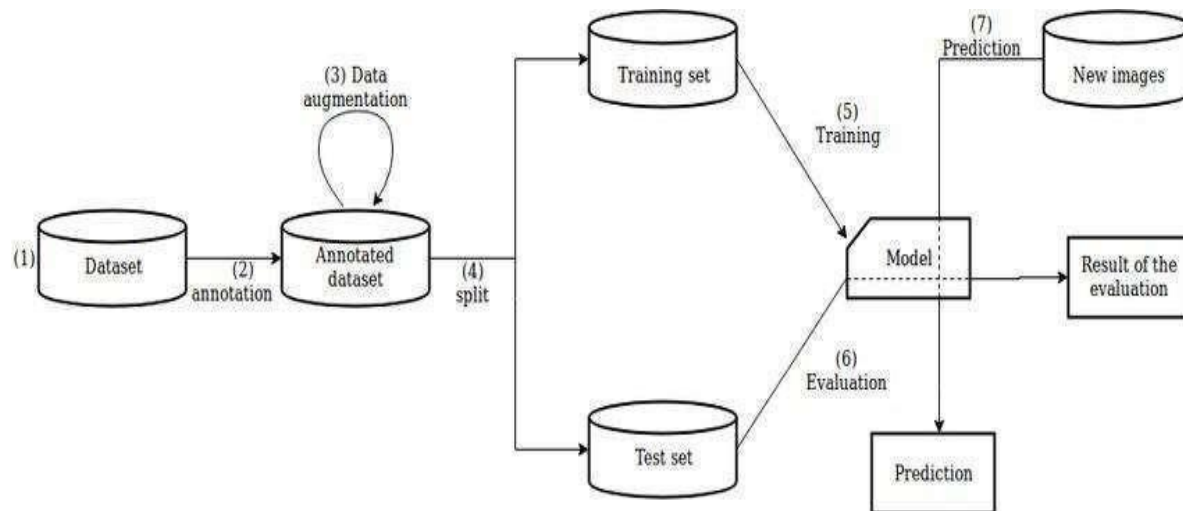 (1)
Dataset
(2)
annotation
(3) Data
augmentation
Annotated
dataset
(4)
split
Training set
Test set
(5)
Training
(6)
Evaluation
Model
(7)
Prediction
New images
Result of the
evaluation
Prediction